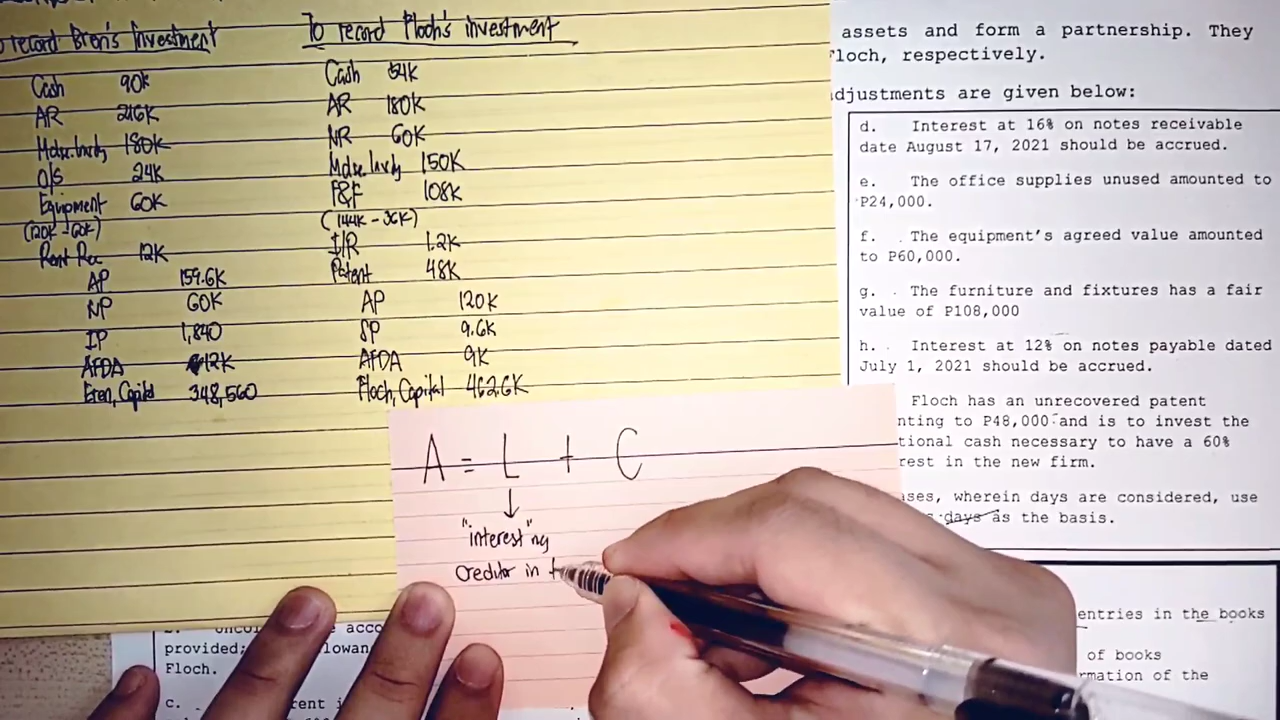 To record Eren's Investment
Cash 90K
AR 216K
Mdse. Invty 180K
O/S 24K
Equipment 60K
(120K - 60K)
Rent Rec 12K
AP 159.6K
NP 60K
IP 1,840
AFDA 12K
Eren, Capital 348,560
To record Floch's investment
Cash 54K
AR 180K
NR 60K
Mdse. Invty 150K
F&F 108K
(144K - 36K)
I/R 1.2K
Patent 48K
AP 120K
SP 9.6K
AFDA 9K
Floch, Capital 462.6K
A = L + C
"interest" ng
Creditor in
assets and form a partnership. They
Floch, respectively.
adjustments are given below:
d. Interest at 16% on notes receivable
date August 17, 2021 should be accrued.
e. The office supplies unused amounted to
P24,000.
f. The equipment's agreed value amounted
to P60,000.
g. The furniture and fixtures has a fair
value of P108,000
h. Interest at 12% on notes payable dated
July 1, 2021 should be accrued.
Floch has an unrecovered patent
nting to P48,000 and is to invest the
tional cash necessary to have a 60%
rest in the new firm.
ases, wherein days are considered, use
days as the basis.
entries in the books
of books
rmation of the
provided;
Floch.
c.